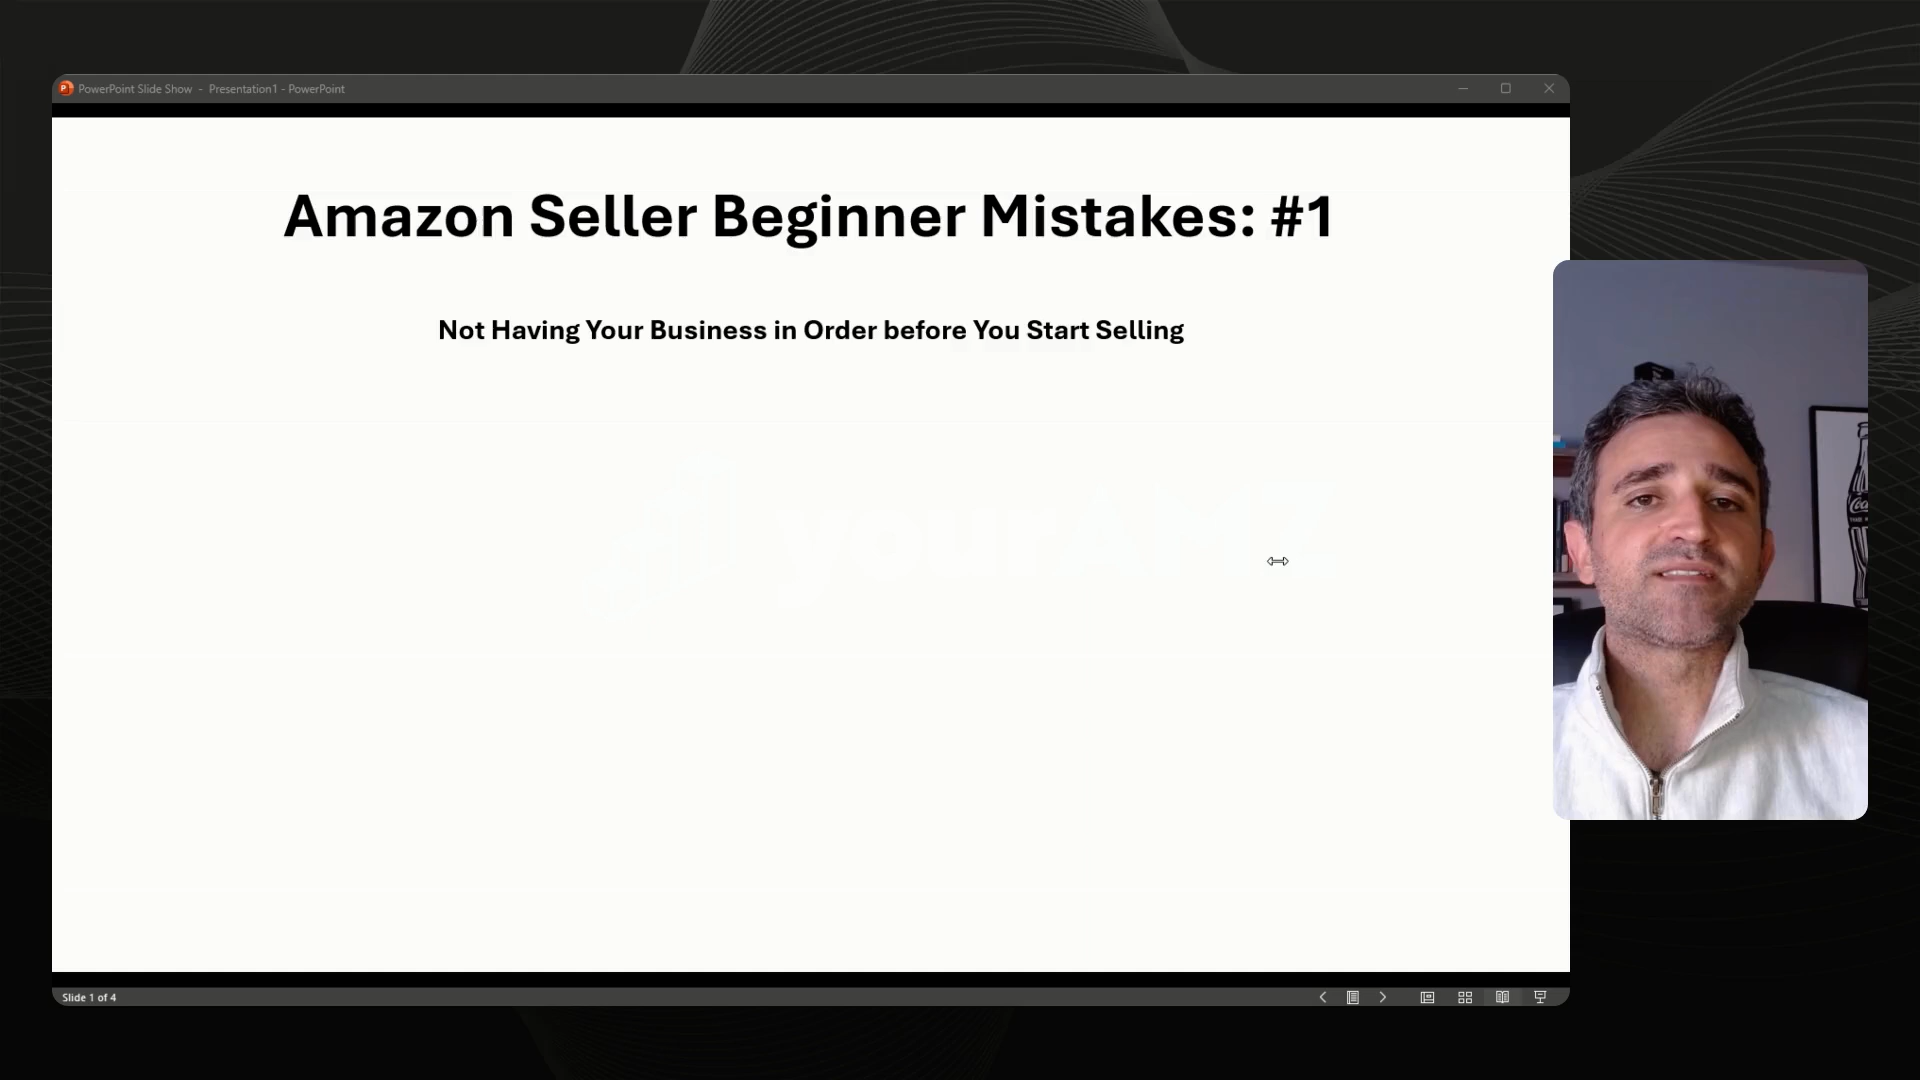 PowerPoint Slide Show - Presentation1 - PowerPoint
Amazon Seller Beginner Mistakes: #1
Not Having Your Business in Order before You Start Selling
Slide 1 of 4